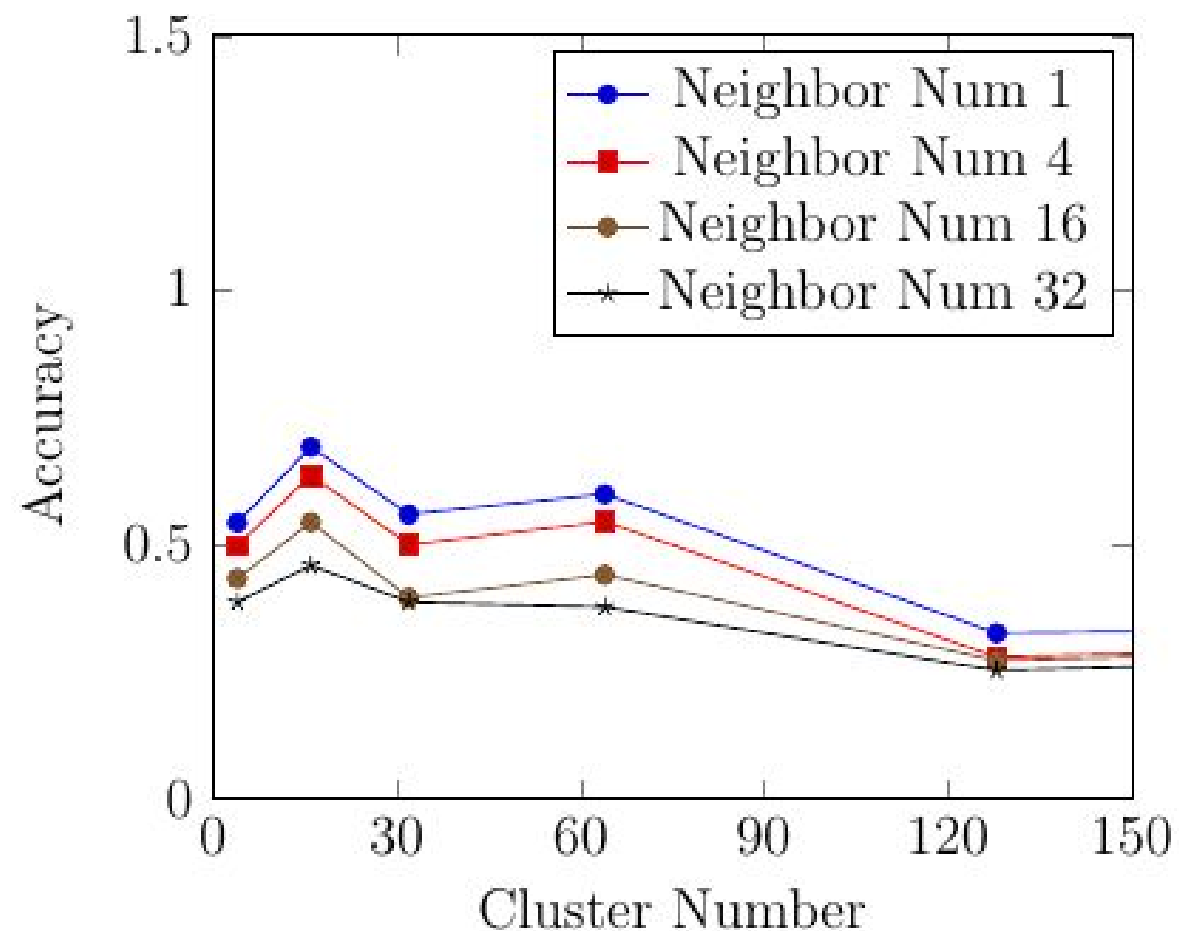 1.5
1
0.5
0
Accuracy
Neighbor Num 1
Neighbor Num 4
Neighbor Num 16
Neighbor Num 32
0 30 60 90 120 150
Cluster Number